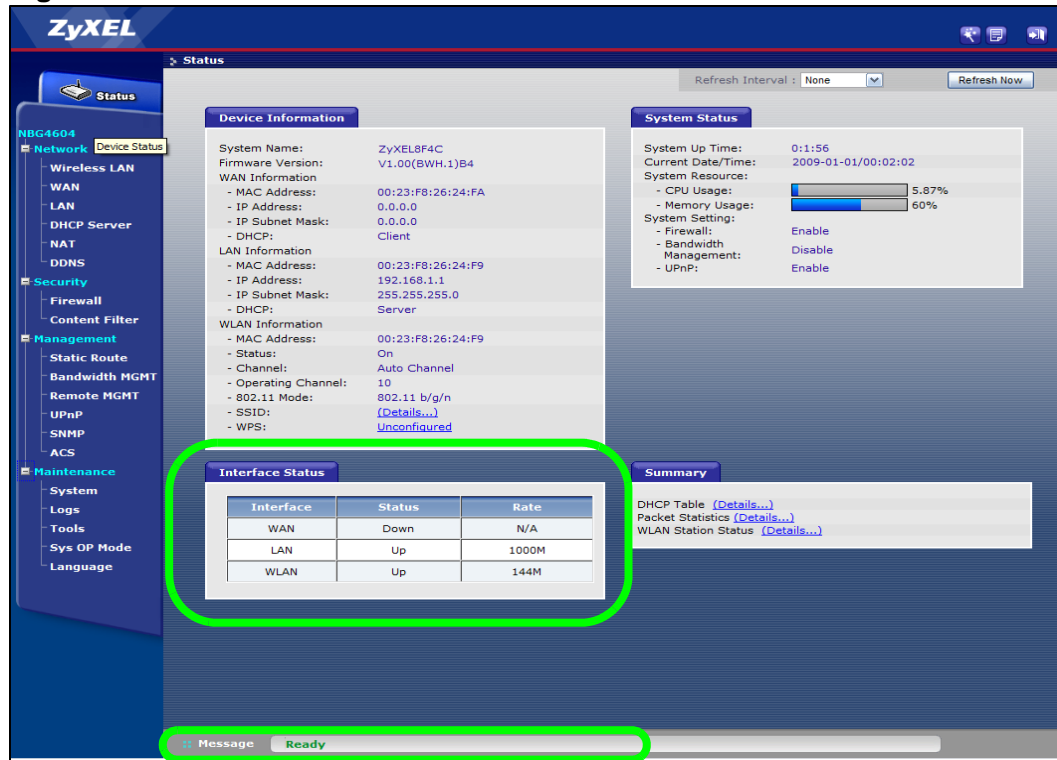 ZyXEL
Status
Status
Refresh Interval : None
Refresh Now
NBG4604
Device Status
Network
Wireless LAN
WAN
LAN
DHCP Server
NAT
DDNS
Security
Firewall
Content Filter
Management
Static Route
Bandwidth MGMT
Remote MGMT
UPnP
SNMP
ACS
Maintenance
System
Logs
Tools
Sys OP Mode
Language
Device Information
System Name: ZyXEL8F4C
Firmware Version: V1.00(BWH.1)B4
WAN Information
- MAC Address: 00:23:F8:26:24:FA
- IP Address: 0.0.0.0
- IP Subnet Mask: 0.0.0.0
- DHCP: Client
LAN Information
- MAC Address: 00:23:F8:26:24:F9
- IP Address: 192.168.1.1
- IP Subnet Mask: 255.255.255.0
- DHCP: Server
WLAN Information
- MAC Address: 00:23:F8:26:24:F9
- Status: On
- Channel: Auto Channel
- Operating Channel: 10
- 802.11 Mode: 802.11 b/g/n
- SSID: (Details...)
- WPS: Unconfigured
System Status
System Up Time: 0:1:56
Current Date/Time: 2009-01-01/00:02:02
System Resource:
- CPU Usage: 5.87%
- Memory Usage: 60%
System Setting:
- Firewall: Enable
- Bandwidth
Management: Disable
- UPnP: Enable
Interface Status
Interface Status Rate
WAN Down N/A
LAN Up 1000M
WLAN Up 144M
Summary
DHCP Table (Details...)
Packet Statistics (Details...)
WLAN Station Status (Details...)
Message Ready